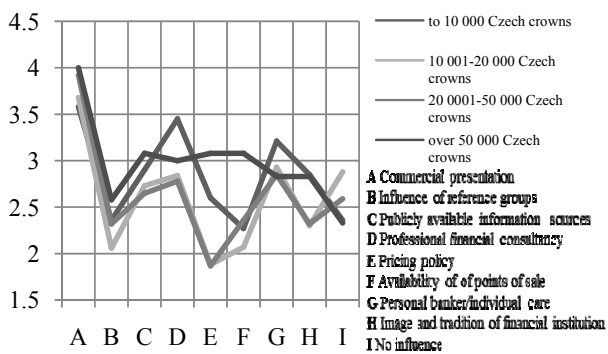 4.5
4
3.5
3
2.5
2
1.5
A B C D E F G H I
to 10 000 Czech crowns
10 001-20 000 Czech
crowns
20 0001-50 000 Czech
crowns
over 50 000 Czech
crowns
A Commercial presentation
B Influence of reference groups
C Publicly available information sources
D Professional financial consultancy
E Pricing policy
F Availability of of points of sale
G Personal banker/individual care
H Image and tradition of financial institution
I No influence